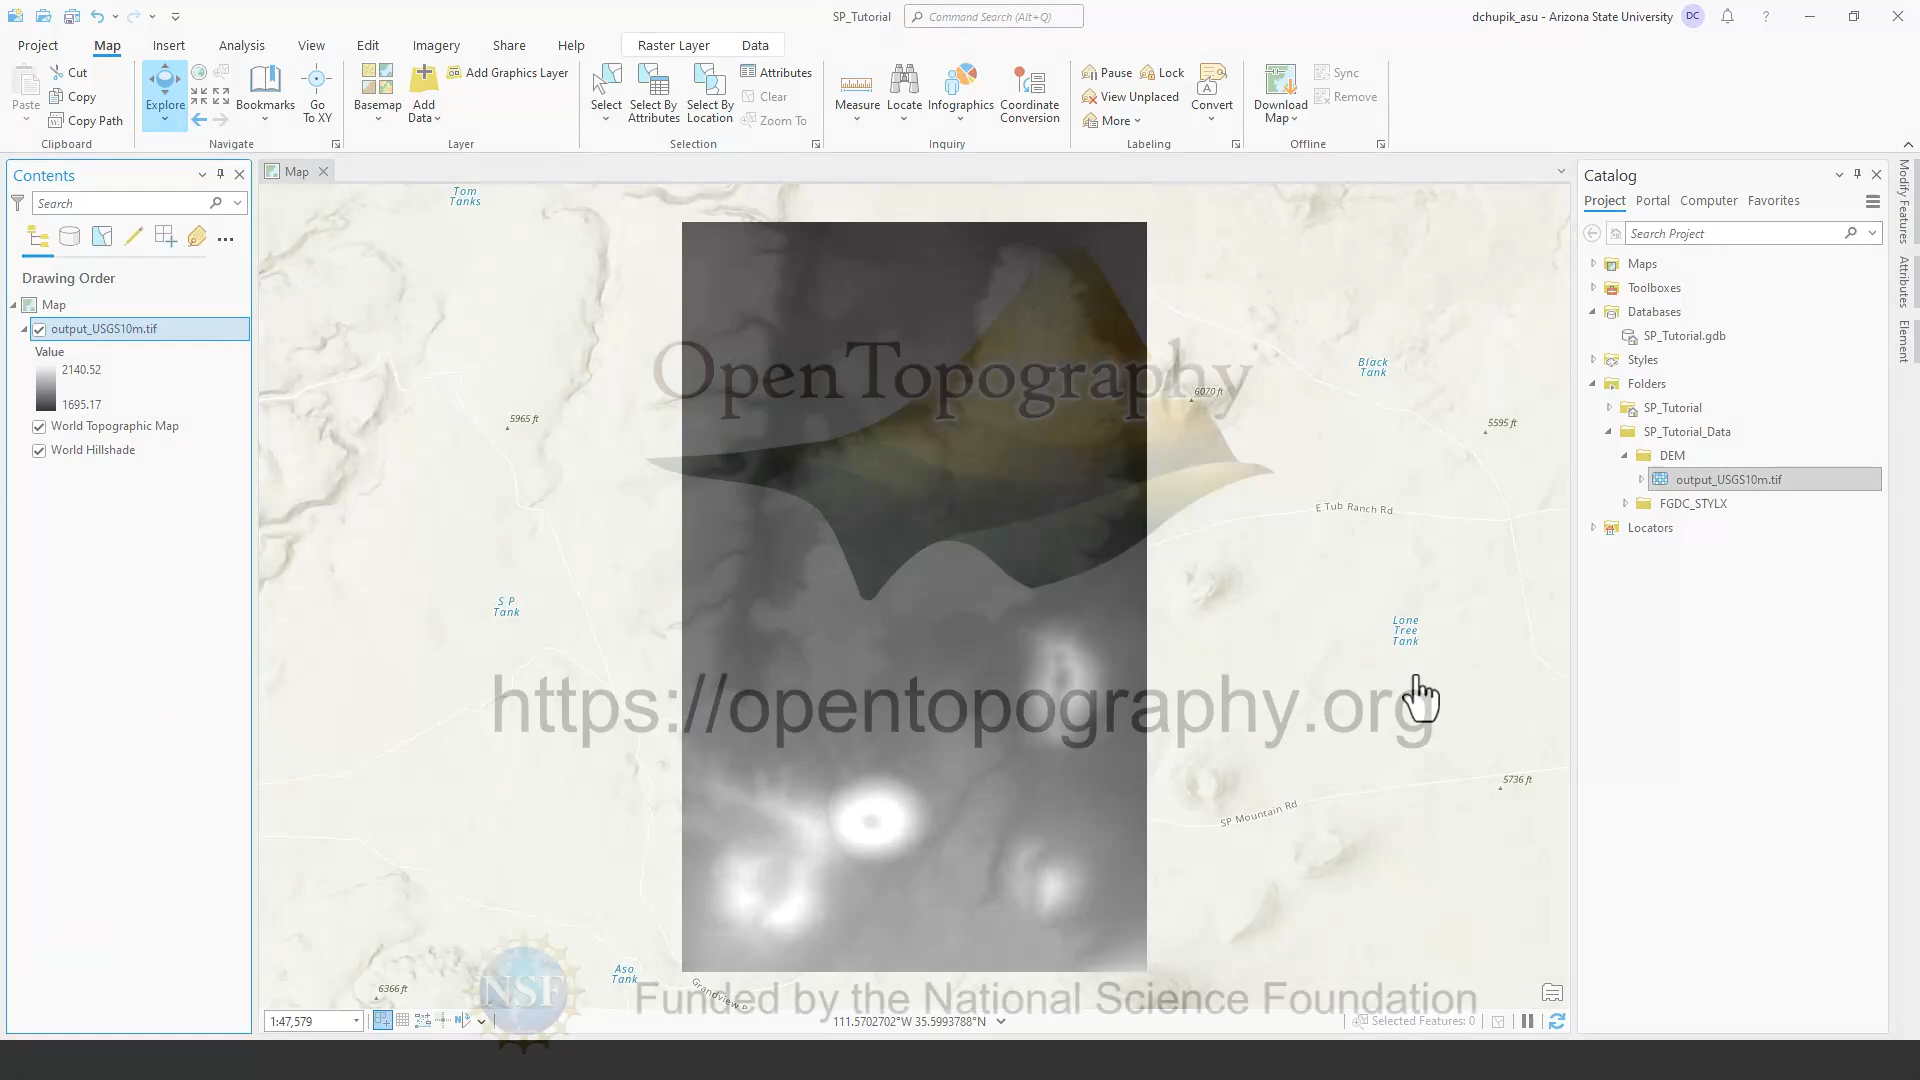 SP_Tutorial
Command Search (Alt+Q)
dchupik_asu - Arizona State University
DC
?
Project
Map
Insert
Analysis
View
Edit
Imagery
Share
Help
Raster Layer
Data
Paste
Cut
Copy
Copy Path
Clipboard
Explore
Bookmarks
Go
To XY
Navigate
Basemap
Add
Data
Add Graphics Layer
Layer
Select
Select By
Attributes
Select By
Location
Attributes
Clear
Zoom To
Selection
Measure
Locate
Infographics
Coordinate
Conversion
Inquiry
Pause
Lock
View Unplaced
More
Convert
Labeling
Download
Map
Sync
Remove
Offline
Contents
Search
Drawing Order
Map
output_USGS10m.tif
Value
2140.52
1695.17
World Topographic Map
World Hillshade
Map
Tom
Tanks
OpenTopography
Black
Tank
6070 ft
5965 ft
5595 ft
E Tub Ranch Rd
S P
Tank
Lone
Tree
Tank
https://opentopography.org
5736 ft
SP Mountain Rd
Aso
Tank
6366 ft
NSF
Funded by the National Science Foundation
1:47,579
111.5702702°W 35.5993788°N
Selected Features: 0
Catalog
Project
Portal
Computer
Favorites
Search Project
Maps
Toolboxes
Databases
SP_Tutorial.gdb
Styles
Folders
SP_Tutorial
SP_Tutorial_Data
DEM
output_USGS10m.tif
FGDC_STYLX
Locators
Modify Features
Attributes
Element